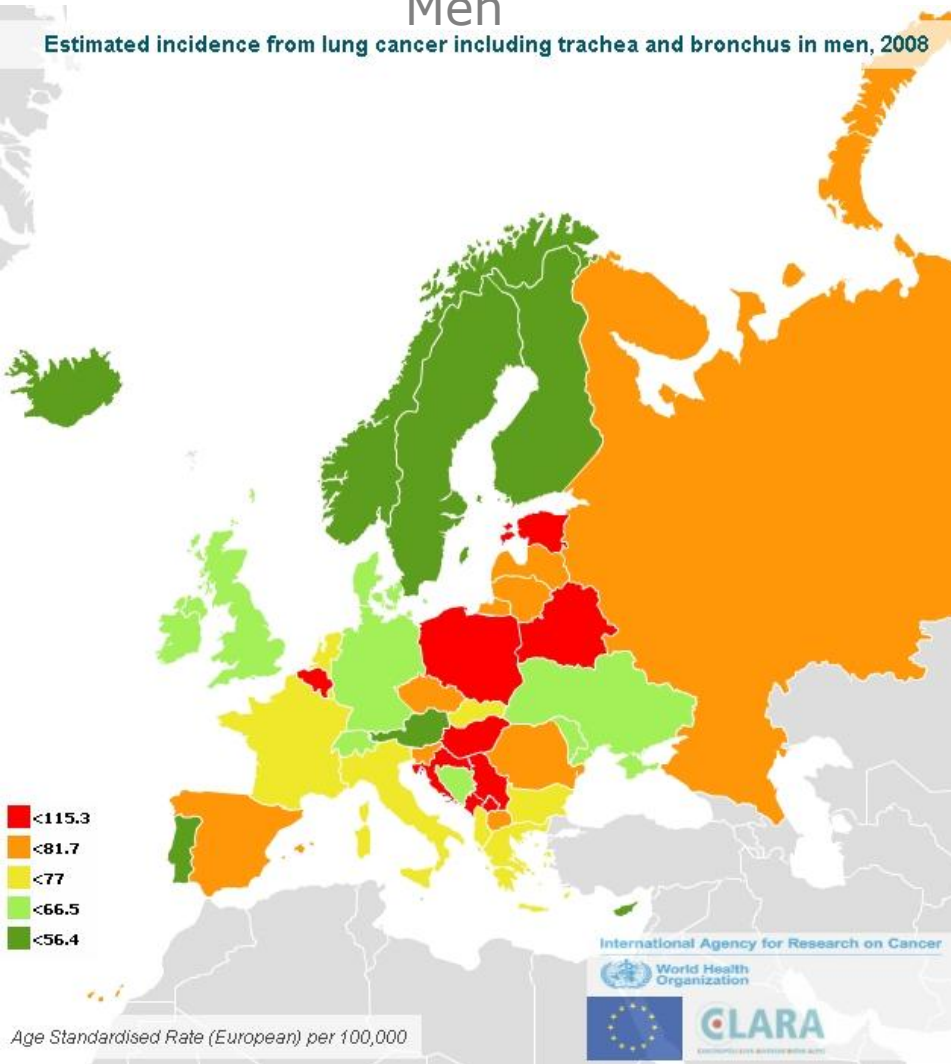 Men
Estimated incidence from lung cancer including trachea and bronchus in men, 2008
<115.3
<81.7
<77
<66.5
<56.4
International Agency for Research on Cancer
World Health
Organization
CLARA
Age Standardised Rate (European) per 100,000